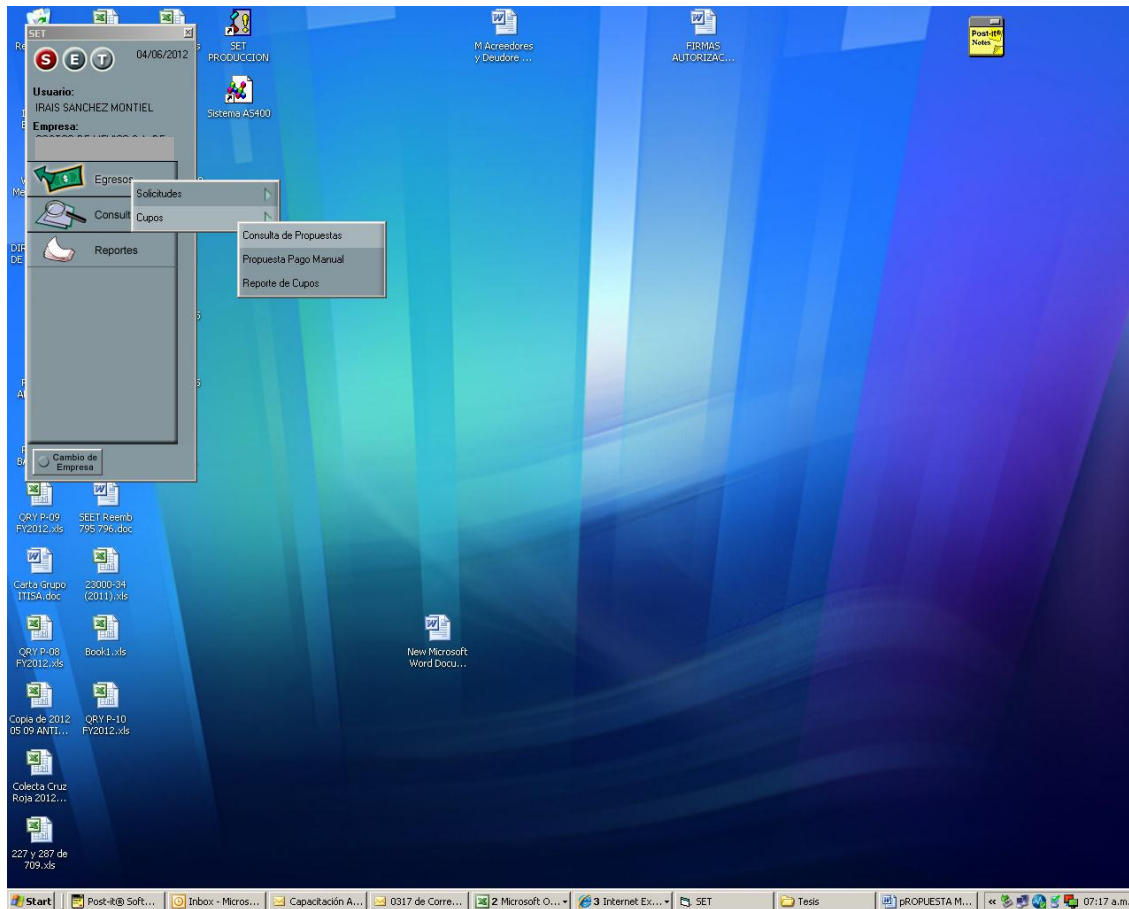 SET
S E T
04/06/2012
Usuario:
IRAIS SANCHEZ MONTIEL
Empresa:
Egresos
Consult
Reportes
Cambio de
Empresa
Solicitudes
Cupos
Consulta de Propuestas
Propuesta Pago Manual
Reporte de Cupos
SET
PRODUCCION
Sistema AS400
M Acreedores
y Deudore ...
FIRMAS
AUTORIZAC...
Post-it®
Notes
QRY P-09
FY2012.xls
SEET Reemb
795 796.doc
Carta Grupo
ITISA.doc
23000-34
(2011).xls
QRY P-08
FY2012.xls
Book1.xls
New Microsoft
Word Docu...
Copia de 2012
05 09 ANTI...
QRY P-10
FY2012.xls
Colecta Cruz
Roja 2012...
227 y 287 de
709.xls
Start
Post-it® Soft...
Inbox - Micros...
Capacitación A...
0317 de Corre...
2 Microsoft O...
3 Internet Ex...
SET
Tesis
pROPUESTA M...
07:17 a.m.